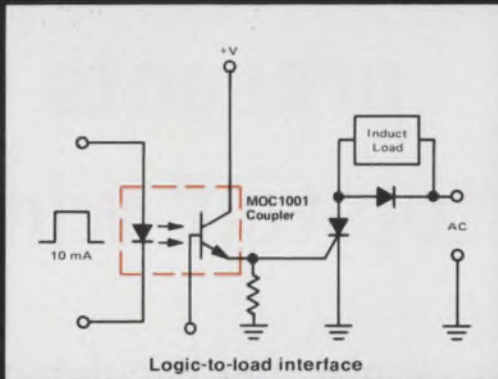 +V
Induct
Load
MOC1001
Coupler
AC
10 mA
Logic-to-load interface